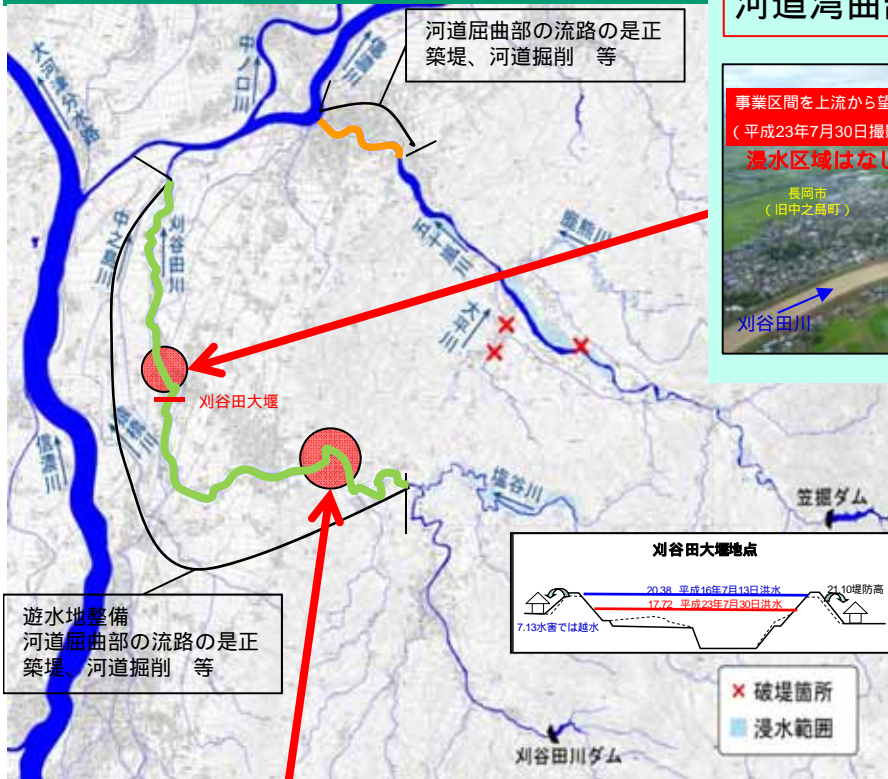 河道屈曲部の流路の是正
築堤、河道掘削　等
河道湾曲部
事業区間を上流から望
（平成23年7月30日撮影
浸水区域はなし
長岡市
（旧中之島町）
刈谷田川
大河津分水路
中ノ口川
信濃川
中之島川
刈谷田川
五十嵐川
鹿熊川
大平川
刈谷田大堰
信濃川
塩谷川
笠掘ダム
刈谷田大堰地点
20.38 平成16年7月13日洪水
17.72 平成23年7月30日洪水
21.10堤防高
7.13水害では越水
遊水地整備
河道屈曲部の流路の是正
築堤、河道掘削　等
破堤箇所
浸水範囲
刈谷田川ダム